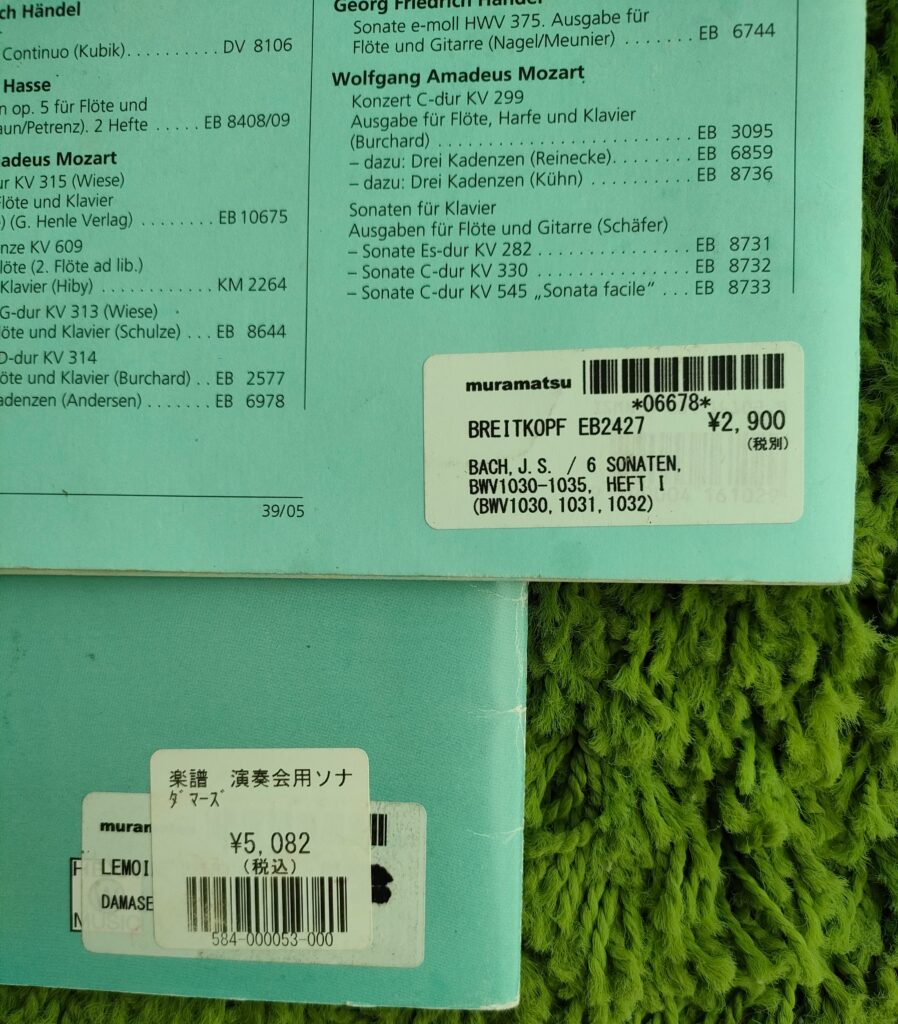 ch Händel
Continuo (Kubik). . . . . . . . . . . DV 8106
Hasse
n op. 5 für Flöte und
aun/Petrenz). 2 Hefte . . . . . EB 8408/09
adeus Mozart
ur KV 315 (Wiese)
Flöte und Klavier
) (G. Henle Verlag) . . . . . . . . EB 10675
nze KV 609
löte (2. Flöte ad lib.)
Klavier (Hiby) . . . . . . . . . . . . KM 2264
G-dur KV 313 (Wiese)
löte und Klavier (Schulze) . . . EB 8644
D-dur KV 314
öte und Klavier (Burchard) . . EB 2577
adenzen (Andersen) . . . . . . . EB 6978
39/05
Georg Friedrich Händel
Sonate e-moll HWV 375. Ausgabe für
Flöte und Gitarre (Nagel/Meunier) . . . . . . . EB 6744
Wolfgang Amadeus Mozart
Konzert C-dur KV 299
Ausgabe für Flöte, Harfe und Klavier
(Burchard) . . . . . . . . . . . . . . . . . . . . . . . . . . EB 3095
– dazu: Drei Kadenzen (Reinecke). . . . . . . . . EB 6859
– dazu: Drei Kadenzen (Kühn) . . . . . . . . . . . EB 8736
Sonaten für Klavier
Ausgaben für Flöte und Gitarre (Schäfer)
– Sonate Es-dur KV 282 . . . . . . . . . . . . . . . . EB 8731
– Sonate C-dur KV 330 . . . . . . . . . . . . . . . . EB 8732
– Sonate C-dur KV 545 „Sonata facile“ . . . EB 8733
muramatsu
*06678*
BREITKOPF EB2427 ¥2,900
(税別)
BACH, J.S. / 6 SONATEN,
BWV1030-1035, HEFT I
(BWV1030,1031,1032)
楽譜 演奏会用ソナ
ﾀﾞﾏｰｽﾞ
¥5,082
(税込)
584-000053-000
muram
LEMOI
DAMASE